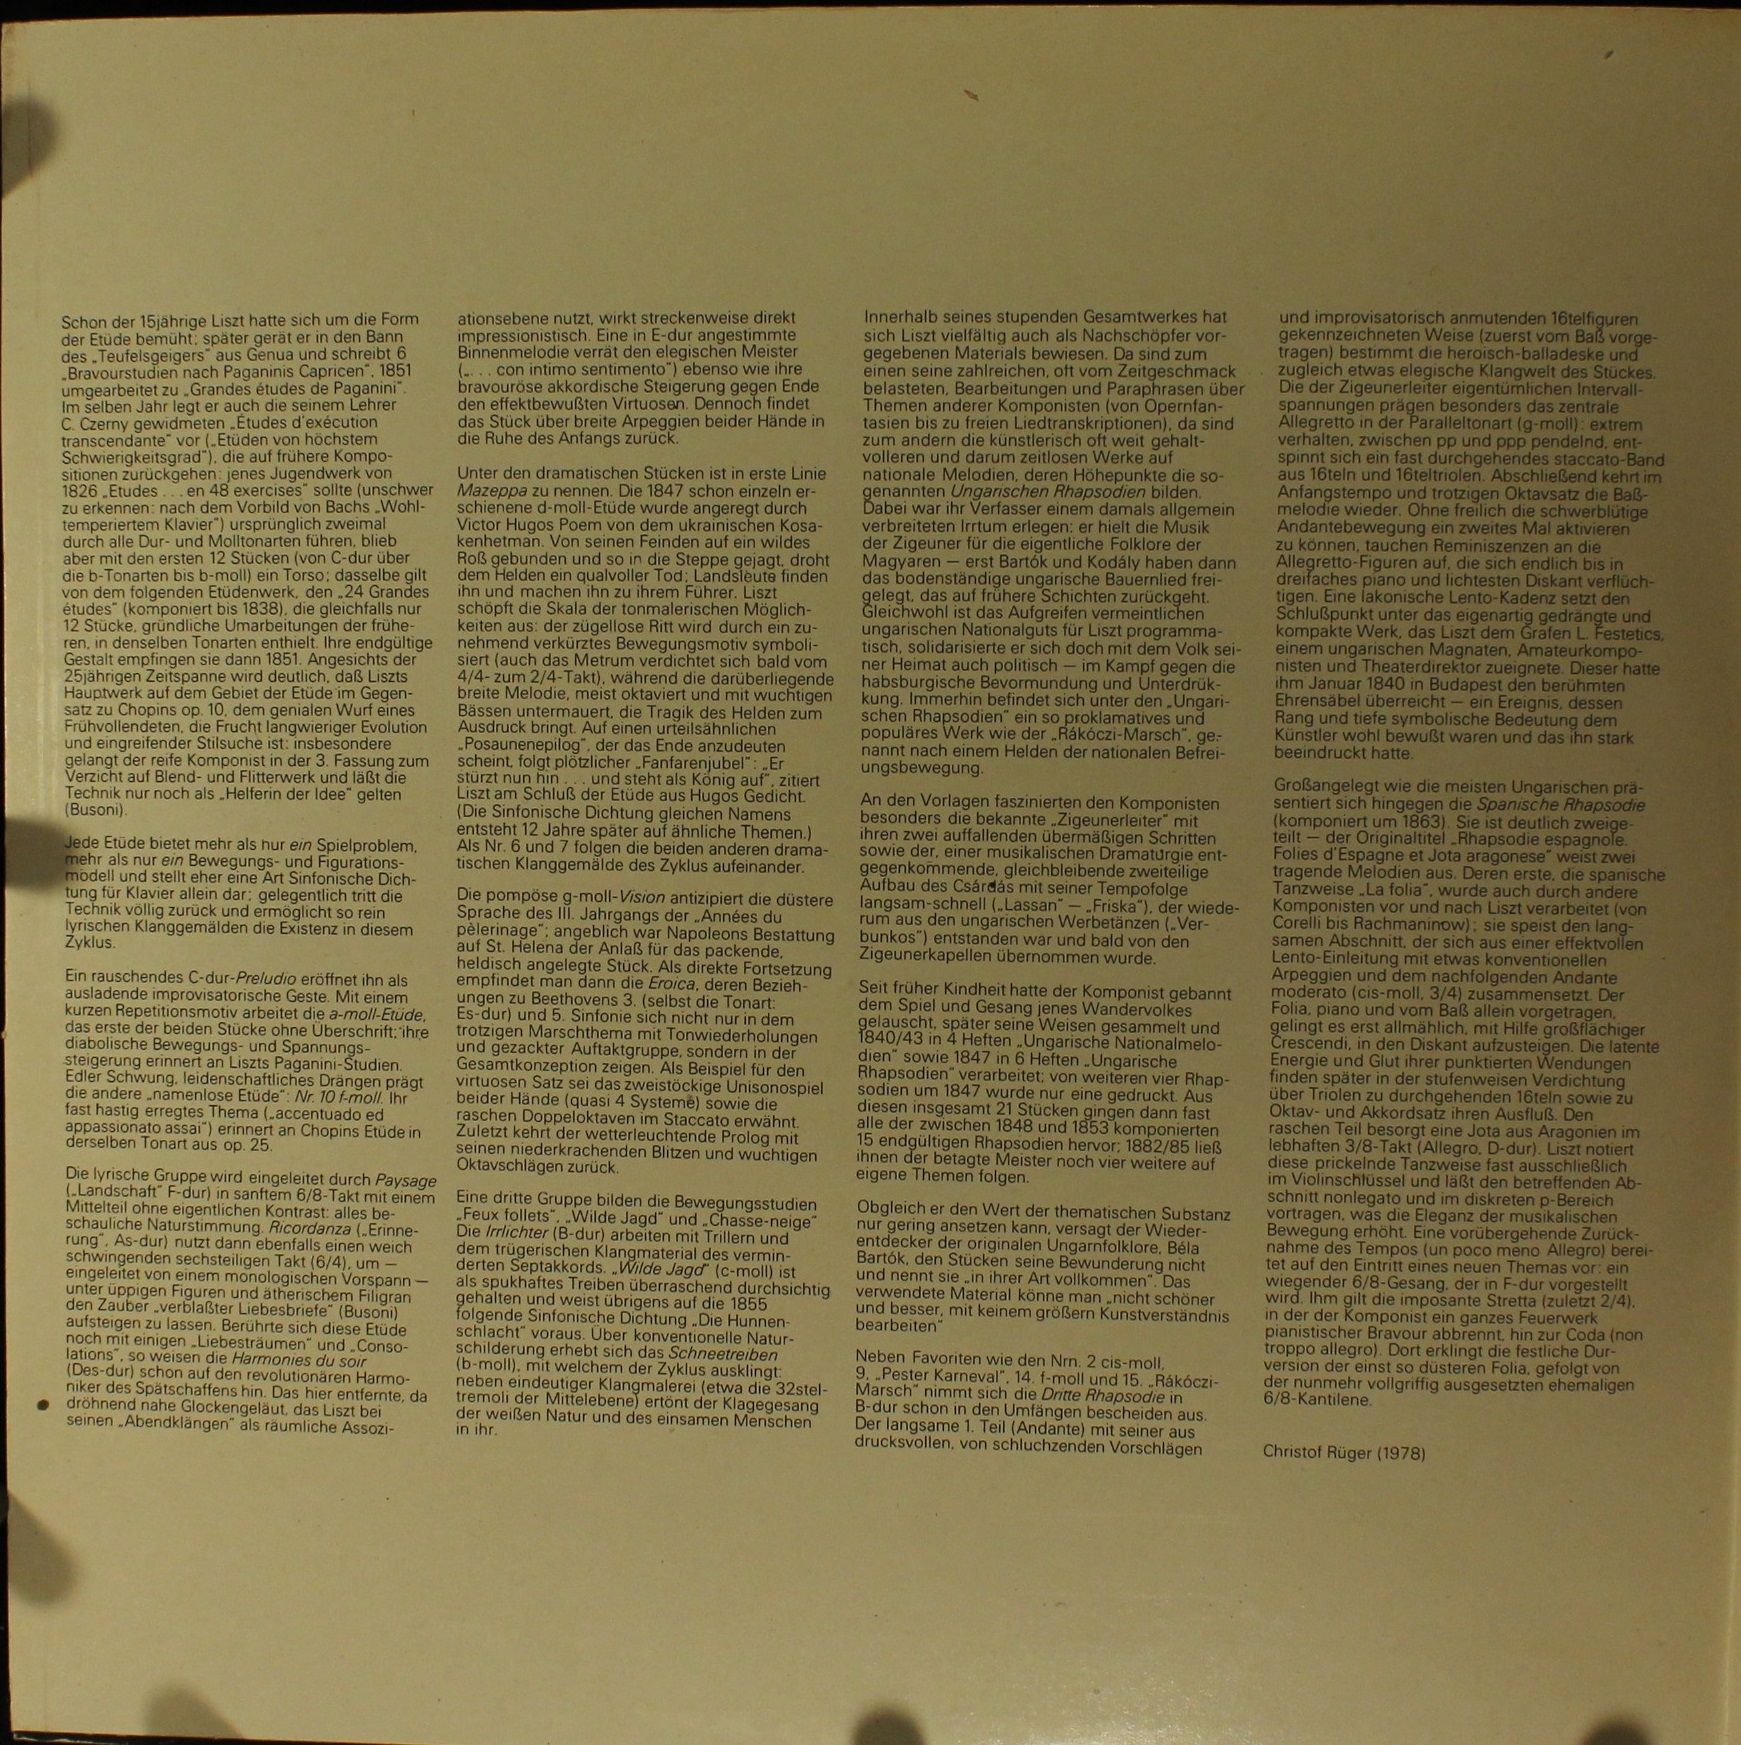 Schon der 15jährige Liszt hatte sich um die Form
der Etüde bemüht; später gerät er in den Bann
des „Teufelsgeigers" aus Genua und schreibt 6
„Bravourstudien nach Paganinis Capricen", 1851
umgearbeitet zu „Grandes études de Paganini".
Im selben Jahr legt er auch die seinem Lehrer
C. Czerny gewidmeten „Études d'exécution
transcendante" vor („Etüden von höchstem
Schwierigkeitsgrad"), die auf frühere Kompo-
sitionen zurückgehen: jenes Jugendwerk von
1826 „Etudes . . . en 48 exercises" sollte (unschwer
zu erkennen: nach dem Vorbild von Bachs „Wohl-
temperiertem Klavier") ursprünglich zweimal
durch alle Dur- und Molltonarten führen, blieb
aber mit den ersten 12 Stücken (von C-dur über
die b-Tonarten bis b-moll) ein Torso; dasselbe gilt
von dem folgenden Etüdenwerk, den „24 Grandes
études" (komponiert bis 1838), die gleichfalls nur
12 Stücke, gründliche Umarbeitungen der frühe-
ren, in denselben Tonarten enthielt. Ihre endgültige
Gestalt empfingen sie dann 1851. Angesichts der
25jährigen Zeitspanne wird deutlich, daß Liszts
Hauptwerk auf dem Gebiet der Etüde im Gegen-
satz zu Chopins op. 10, dem genialen Wurf eines
Frühvollendeten, die Frucht langwieriger Evolution
und eingreifender Stilsuche ist: insbesondere
gelangt der reife Komponist in der 3. Fassung zum
Verzicht auf Blend- und Flitterwerk und läßt die
Technik nur noch als „Helferin der Idee" gelten
(Busoni).
Jede Etüde bietet mehr als nur ein Spielproblem,
mehr als nur ein Bewegungs- und Figurations-
modell und stellt eher eine Art Sinfonische Dich-
tung für Klavier allein dar; gelegentlich tritt die
Technik völlig zurück und ermöglicht so rein
lyrischen Klanggemälden die Existenz in diesem
Zyklus.
Ein rauschendes C-dur-Preludio eröffnet ihn als
ausladende improvisatorische Geste. Mit einem
kurzen Repetitionsmotiv arbeitet die a-moll-Etüde,
das erste der beiden Stücke ohne Überschrift; ihre
diabolische Bewegungs- und Spannungs-
steigerung erinnert an Liszts Paganini-Studien.
Edler Schwung, leidenschaftliches Drängen prägt
die andere „namenlose Etüde": Nr. 10 f-moll. Ihr
fast hastig erregtes Thema („accentuado ed
appassionato assai") erinnert an Chopins Etüde in
derselben Tonart aus op. 25.
Die lyrische Gruppe wird eingeleitet durch Paysage
(„Landschaft" F-dur) in sanftem 6/8-Takt mit einem
Mittelteil ohne eigentlichen Kontrast: alles be-
schauliche Naturstimmung. Ricordanza („Erinne-
rung", As-dur) nutzt dann ebenfalls einen weich
schwingenden sechsteiligen Takt (6/4), um —
eingeleitet von einem monologischen Vorspann —
unter üppigen Figuren und ätherischem Filigran
den Zauber „verblaßter Liebesbriefe" (Busoni)
aufsteigen zu lassen. Berührte sich diese Etüde
noch mit einigen „Liebesträumen" und „Conso-
lations", so weisen die Harmonies du soir
(Des-dur) schon auf den revolutionären Harmo-
niker des Spätschaffens hin. Das hier entfernte, da
dröhnend nahe Glockengeläut, das Liszt bei
seinen „Abendklängen" als räumliche Assozi-
ationsebene nutzt, wirkt streckenweise direkt
impressionistisch. Eine in E-dur angestimmte
Binnenmelodie verrät den elegischen Meister
(„. . . con intimo sentimento") ebenso wie ihre
bravouröse akkordische Steigerung gegen Ende
den effektbewußten Virtuosen. Dennoch findet
das Stück über breite Arpeggien beider Hände in
die Ruhe des Anfangs zurück.
Unter den dramatischen Stücken ist in erste Linie
Mazeppa zu nennen. Die 1847 schon einzeln er-
schienene d-moll-Etüde wurde angeregt durch
Victor Hugos Poem von dem ukrainischen Kosa-
kenhetman. Von seinen Feinden auf ein wildes
Roß gebunden und so in die Steppe gejagt, droht
dem Helden ein qualvoller Tod; Landsleute finden
ihn und machen ihn zu ihrem Führer. Liszt
schöpft die Skala der tonmalerischen Möglich-
keiten aus: der zügellose Ritt wird durch ein zu-
nehmend verkürztes Bewegungsmotiv symboli-
siert (auch das Metrum verdichtet sich bald vom
4/4- zum 2/4-Takt), während die darüberliegende
breite Melodie, meist oktaviert und mit wuchtigen
Bässen untermauert, die Tragik des Helden zum
Ausdruck bringt. Auf einen urteilsähnlichen
„Posaunenepilog", der das Ende anzudeuten
scheint, folgt plötzlicher „Fanfarenjubel": „Er
stürzt nun hin . . . und steht als König auf", zitiert
Liszt am Schluß der Etüde aus Hugos Gedicht.
(Die Sinfonische Dichtung gleichen Namens
entsteht 12 Jahre später auf ähnliche Themen.)
Als Nr. 6 und 7 folgen die beiden anderen drama-
tischen Klanggemälde des Zyklus aufeinander.
Die pompöse g-moll-Vision antizipiert die düstere
Sprache des III. Jahrgangs der „Années du
pèlerinage"; angeblich war Napoleons Bestattung
auf St. Helena der Anlaß für das packende,
heldisch angelegte Stück. Als direkte Fortsetzung
empfindet man dann die Eroica, deren Bezieh-
ungen zu Beethovens 3. (selbst die Tonart:
Es-dur) und 5. Sinfonie sich nicht nur in dem
trotzigen Marschthema mit Tonwiederholungen
und gezackter Auftaktgruppe, sondern in der
Gesamtkonzeption zeigen. Als Beispiel für den
virtuosen Satz sei das zweistöckige Unisonospiel
beider Hände (quasi 4 Systeme) sowie die
raschen Doppeloktaven im Staccato erwähnt.
Zuletzt kehrt der wetterleuchtende Prolog mit
seinen niederkrachenden Blitzen und wuchtigen
Oktavschlägen zurück.
Eine dritte Gruppe bilden die Bewegungsstudien
„Feux follets", „Wilde Jagd" und „Chasse-neige"
Die Irrlichter (B-dur) arbeiten mit Trillern und
dem trügerischen Klangmaterial des vermin-
derten Septakkords. „Wilde Jagd" (c-moll) ist
als spukhaftes Treiben überraschend durchsichtig
gehalten und weist übrigens auf die 1855
folgende Sinfonische Dichtung „Die Hunnen-
schlacht" voraus. Über konventionelle Natur-
schilderung erhebt sich das Schneetreiben
(b-moll), mit welchem der Zyklus ausklingt:
neben eindeutiger Klangmalerei (etwa die 32stel-
tremoli der Mittelebene) ertönt der Klagegesang
der weißen Natur und des einsamen Menschen
in ihr.
Innerhalb seines stupenden Gesamtwerkes hat
sich Liszt vielfältig auch als Nachschöpfer vor-
gegebenen Materials bewiesen. Da sind zum
einen seine zahlreichen, oft vom Zeitgeschmack
belasteten, Bearbeitungen und Paraphrasen über
Themen anderer Komponisten (von Opernfan-
tasien bis zu freien Liedtranskriptionen), da sind
zum andern die künstlerisch oft weit gehalt-
volleren und darum zeitlosen Werke auf
nationale Melodien, deren Höhepunkte die so-
genannten Ungarischen Rhapsodien bilden.
Dabei war ihr Verfasser einem damals allgemein
verbreiteten Irrtum erlegen: er hielt die Musik
der Zigeuner für die eigentliche Folklore der
Magyaren — erst Bartók und Kodály haben dann
das bodenständige ungarische Bauernlied frei-
gelegt, das auf frühere Schichten zurückgeht.
Gleichwohl ist das Aufgreifen vermeintlichen
ungarischen Nationalguts für Liszt programma-
tisch, solidarisierte er sich doch mit dem Volk sei-
ner Heimat auch politisch — im Kampf gegen die
habsburgische Bevormundung und Unterdrük-
kung. Immerhin befindet sich unter den „Ungari-
schen Rhapsodien" ein so proklamatives und
populäres Werk wie der „Rákóczi-Marsch", ge-
nannt nach einem Helden der nationalen Befrei-
ungsbewegung.
An den Vorlagen faszinierten den Komponisten
besonders die bekannte „Zigeunerleiter" mit
ihren zwei auffallenden übermäßigen Schritten
sowie der, einer musikalischen Dramaturgie ent-
gegenkommende, gleichbleibende zweiteilige
Aufbau des Csárdás mit seiner Tempofolge
langsam-schnell („Lassan" — „Friska"), der wiede-
rum aus den ungarischen Werbetänzen („Ver-
bunkos") entstanden war und bald von den
Zigeunerkapellen übernommen wurde.
Seit früher Kindheit hatte der Komponist gebannt
dem Spiel und Gesang jenes Wandervolkes
gelauscht, später seine Weisen gesammelt und
1840/43 in 4 Heften „Ungarische Nationalmelo-
dien" sowie 1847 in 6 Heften „Ungarische
Rhapsodien" verarbeitet; von weiteren vier Rhap-
sodien um 1847 wurde nur eine gedruckt. Aus
diesen insgesamt 21 Stücken gingen dann fast
alle der zwischen 1848 und 1853 komponierten
15 endgültigen Rhapsodien hervor; 1882/85 ließ
ihnen der betagte Meister noch vier weitere auf
eigene Themen folgen.
Obgleich er den Wert der thematischen Substanz
nur gering ansetzen kann, versagt der Wieder-
entdecker der originalen Ungarnfolklore, Béla
Bartók, den Stücken seine Bewunderung nicht
und nennt sie „in ihrer Art vollkommen". Das
verwendete Material könne man „nicht schöner
und besser, mit keinem größern Kunstverständnis
bearbeiten"
Neben Favoriten wie den Nrn. 2 cis-moll,
9, „Pester Karneval", 14. f-moll und 15. „Rákóczi-
Marsch" nimmt sich die Dritte Rhapsodie in
B-dur schon in den Umfängen bescheiden aus.
Der langsame 1. Teil (Andante) mit seiner aus
drucksvollen, von schluchzenden Vorschlägen
und improvisatorisch anmutenden 16telfiguren
gekennzeichneten Weise (zuerst vom Baß vorge-
tragen) bestimmt die heroisch-balladeske und
zugleich etwas elegische Klangwelt des Stückes.
Die der Zigeunerleiter eigentümlichen Intervall-
spannungen prägen besonders das zentrale
Allegretto in der Paralleltonart (g-moll): extrem
verhalten, zwischen pp und ppp pendelnd, ent-
spinnt sich ein fast durchgehendes staccato-Band
aus 16teln und 16teltriolen. Abschließend kehrt im
Anfangstempo und trotzigen Oktavsatz die Baß-
melodie wieder. Ohne freilich die schwerblütige
Andantebewegung ein zweites Mal aktivieren
zu können, tauchen Reminiszenzen an die
Allegretto-Figuren auf, die sich endlich bis in
dreifaches piano und lichtesten Diskant verflüch-
tigen. Eine lakonische Lento-Kadenz setzt den
Schlußpunkt unter das eigenartig gedrängte und
kompakte Werk, das Liszt dem Grafen L. Festetics,
einem ungarischen Magnaten, Amateurkompo-
nisten und Theaterdirektor zueignete. Dieser hatte
ihm Januar 1840 in Budapest den berühmten
Ehrensäbel überreicht — ein Ereignis, dessen
Rang und tiefe symbolische Bedeutung dem
Künstler wohl bewußt waren und das ihn stark
beeindruckt hatte.
Großangelegt wie die meisten Ungarischen prä-
sentiert sich hingegen die Spanische Rhapsodie
(komponiert um 1863). Sie ist deutlich zweige-
teilt — der Originaltitel „Rhapsodie espagnole.
Folies d'Espagne et Jota aragonese" weist zwei
tragende Melodien aus. Deren erste, die spanische
Tanzweise „La folia", wurde auch durch andere
Komponisten vor und nach Liszt verarbeitet (von
Corelli bis Rachmaninow); sie speist den lang-
samen Abschnitt, der sich aus einer effektvollen
Lento-Einleitung mit etwas konventionellen
Arpeggien und dem nachfolgenden Andante
moderato (cis-moll, 3/4) zusammensetzt. Der
Folia, piano und vom Baß allein vorgetragen,
gelingt es erst allmählich, mit Hilfe großflächiger
Crescendi, in den Diskant aufzusteigen. Die latente
Energie und Glut ihrer punktierten Wendungen
finden später in der stufenweisen Verdichtung
über Triolen zu durchgehenden 16teln sowie zu
Oktav- und Akkordsatz ihren Ausfluß. Den
raschen Teil besorgt eine Jota aus Aragonien im
lebhaften 3/8-Takt (Allegro, D-dur). Liszt notiert
diese prickelnde Tanzweise fast ausschließlich
im Violinschlüssel und läßt den betreffenden Ab-
schnitt nonlegato und im diskreten p-Bereich
vortragen, was die Eleganz der musikalischen
Bewegung erhöht. Eine vorübergehende Zurück-
nahme des Tempos (un poco meno Allegro) berei-
tet auf den Eintritt eines neuen Themas vor: ein
wiegender 6/8-Gesang, der in F-dur vorgestellt
wird. Ihm gilt die imposante Stretta (zuletzt 2/4),
in der der Komponist ein ganzes Feuerwerk
pianistischer Bravour abbrennt, hin zur Coda (non
troppo allegro). Dort erklingt die festliche Dur-
version der einst so düsteren Folia, gefolgt von
der nunmehr vollgriffig ausgesetzten ehemaligen
6/8-Kantilene.
Christof Rüger (1978)